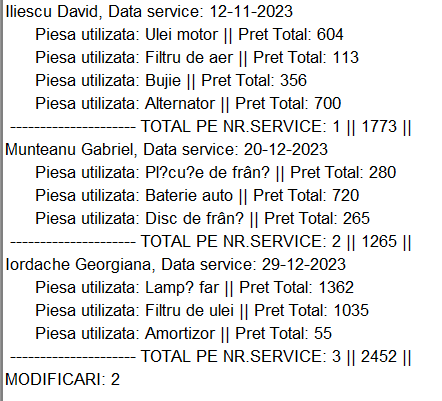 Iliescu David, Data service: 12-11-2023
Piesa utilizata: Ulei motor || Pret Total: 604
Piesa utilizata: Filtru de aer || Pret Total: 113
Piesa utilizata: Bujie || Pret Total: 356
Piesa utilizata: Alternator || Pret Total: 700
--------------------- TOTAL PE NR.SERVICE: 1 || 1773 ||
Munteanu Gabriel, Data service: 20-12-2023
Piesa utilizata: Pl?cu?e de frân? || Pret Total: 280
Piesa utilizata: Baterie auto || Pret Total: 720
Piesa utilizata: Disc de frân? || Pret Total: 265
--------------------- TOTAL PE NR.SERVICE: 2 || 1265 ||
Iordache Georgiana, Data service: 29-12-2023
Piesa utilizata: Lamp? far || Pret Total: 1362
Piesa utilizata: Filtru de ulei || Pret Total: 1035
Piesa utilizata: Amortizor || Pret Total: 55
--------------------- TOTAL PE NR.SERVICE: 3 || 2452 ||
MODIFICARI: 2